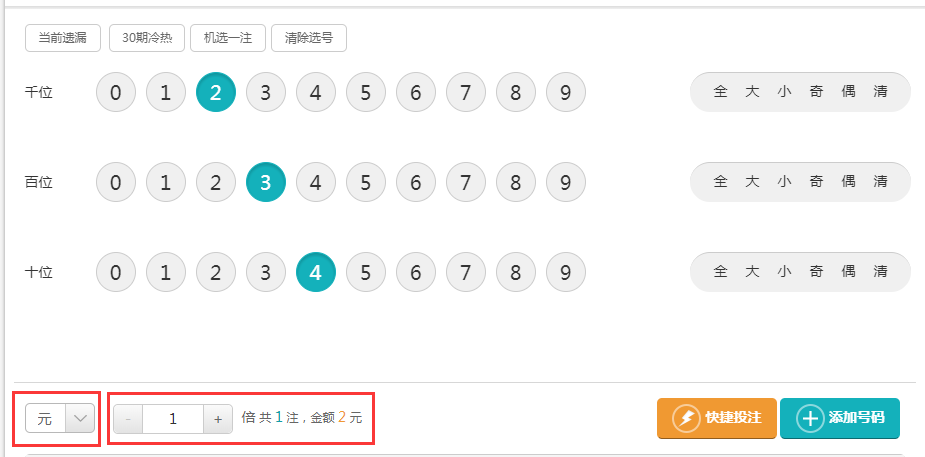 当前遗漏 30期冷热 机选一注 清除选号
千位 0 1 2 3 4 5 6 7 8 9 全 大 小 奇 偶 清
百位 0 1 2 3 4 5 6 7 8 9 全 大 小 奇 偶 清
十位 0 1 2 3 4 5 6 7 8 9 全 大 小 奇 偶 清
元 - 1 + 倍 共 1 注 , 金额 2 元 快捷投注 添加号码